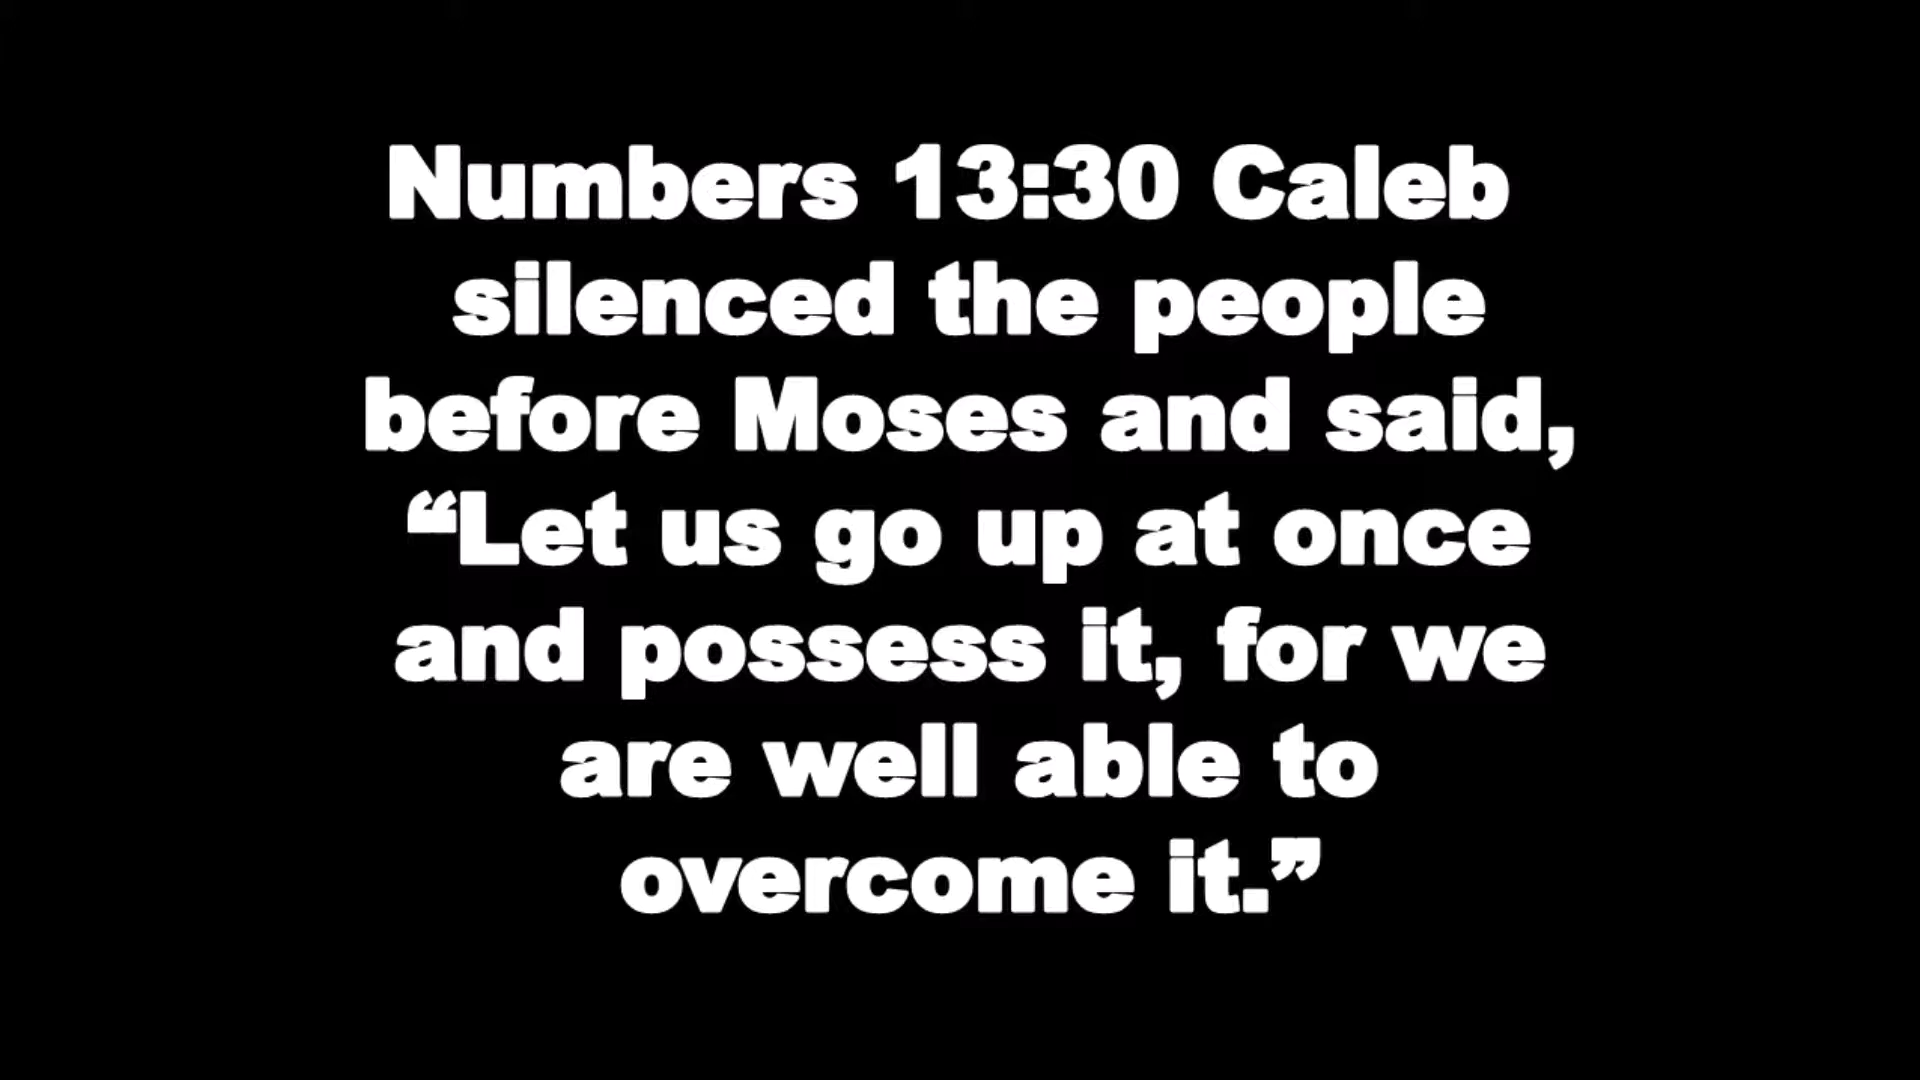 Numbers 13:30 Caleb
silenced the people
before Moses and said,
“Let us go up at once
and possess it, for we
are well able to
overcome it.”